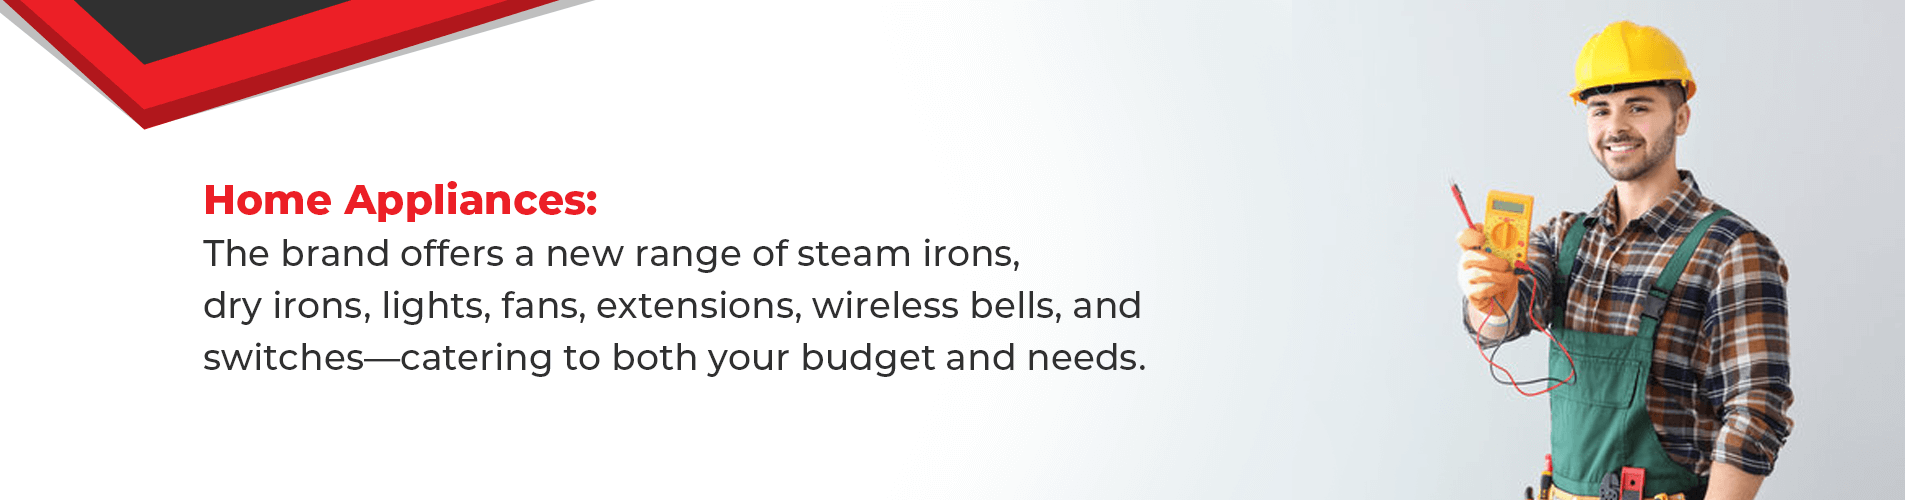 Home Appliances:
The brand offers a new range of steam irons,
dry irons, lights, fans, extensions, wireless bells, and
switches—catering to both your budget and needs.